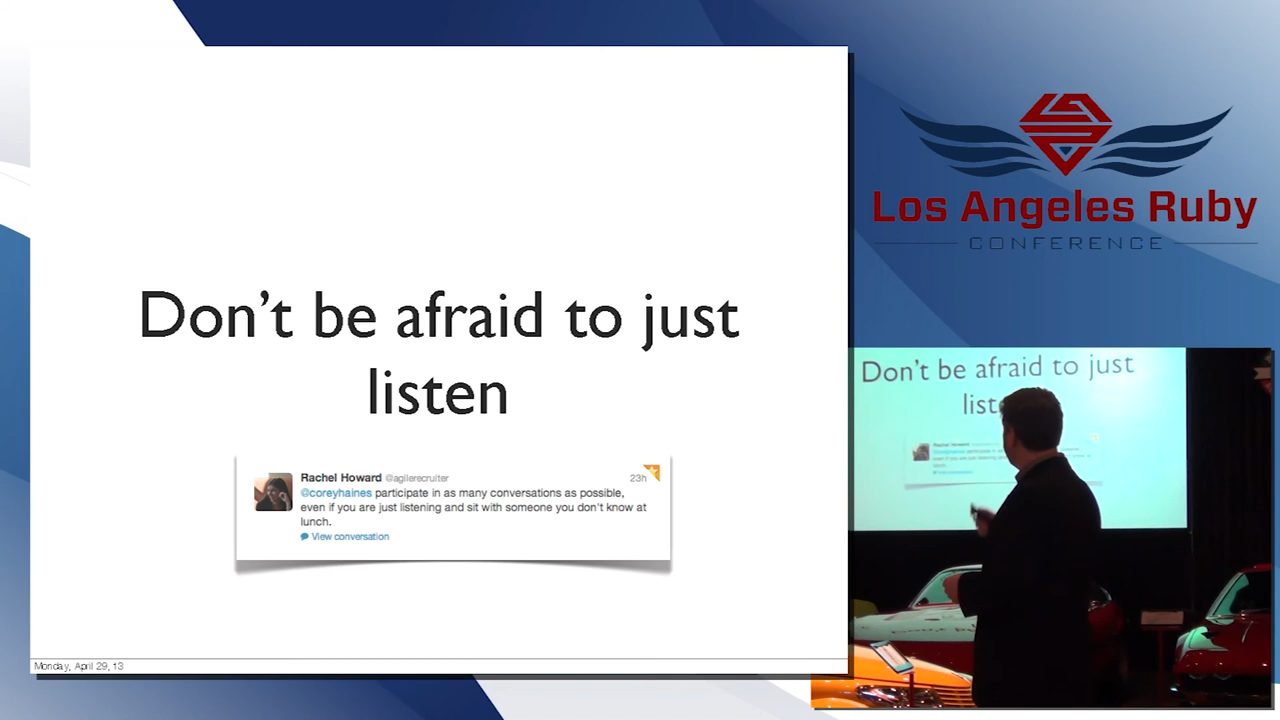 Don't be afraid to just
listen
Rachel Howard @agilerecruiter 23h
@coreyhaines participate in as many conversations as possible,
even if you are just listening and sit with someone you don't know at
lunch.
View conversation
Monday, April 29, 13
Los Angeles Ruby
CONFERENCE
Don't be afraid to just
Rachel Howard